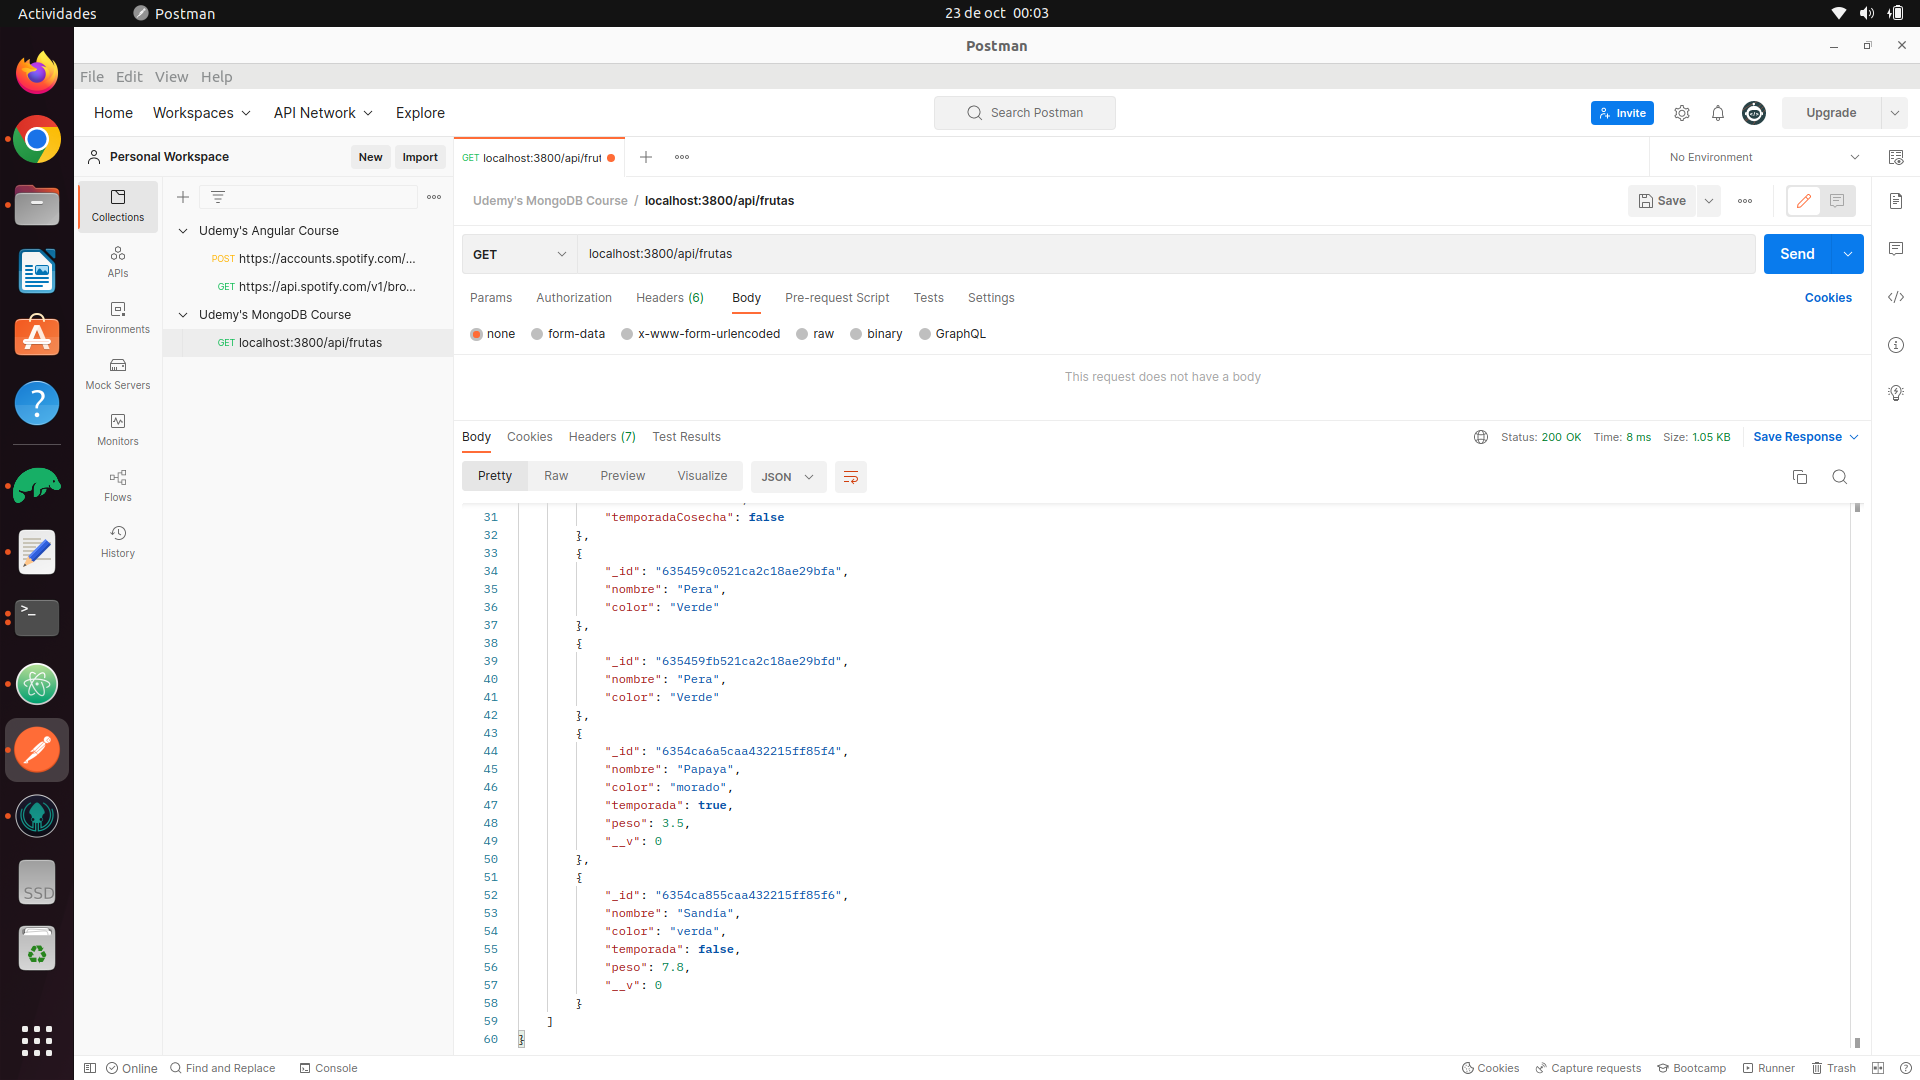 Actividades Postman 23 de oct 00:03
Postman
File Edit View Help
Home Workspaces API Network Explore Search Postman Invite Upgrade
Personal Workspace New Import GET localhost:3800/api/frut No Environment
Collections
APIs
Environments
Mock Servers
Monitors
Flows
History
Udemy's Angular Course
POST https://accounts.spotify.com/...
GET https://api.spotify.com/v1/bro...
Udemy's MongoDB Course
GET localhost:3800/api/frutas
Udemy's MongoDB Course / localhost:3800/api/frutas Save
GET localhost:3800/api/frutas Send
Params Authorization Headers (6) Body Pre-request Script Tests Settings Cookies
none form-data x-www-form-urlencoded raw binary GraphQL
This request does not have a body
Body Cookies Headers (7) Test Results Status: 200 OK Time: 8 ms Size: 1.05 KB Save Response
Pretty Raw Preview Visualize JSON
31 "temporadaCosecha": false
32 },
33 {
34 "_id": "635459c0521ca2c18ae29bfa",
35 "nombre": "Pera",
36 "color": "Verde"
37 },
38 {
39 "_id": "635459fb521ca2c18ae29bfd",
40 "nombre": "Pera",
41 "color": "Verde"
42 },
43 {
44 "_id": "6354ca6a5caa432215ff85f4",
45 "nombre": "Papaya",
46 "color": "morado",
47 "temporada": true,
48 "peso": 3.5,
49 "__v": 0
50 },
51 {
52 "_id": "6354ca855caa432215ff85f6",
53 "nombre": "Sandía",
54 "color": "verda",
55 "temporada": false,
56 "peso": 7.8,
57 "__v": 0
58 }
59 ]
60 }
SSD
Online Find and Replace Console Cookies Capture requests Bootcamp Runner Trash